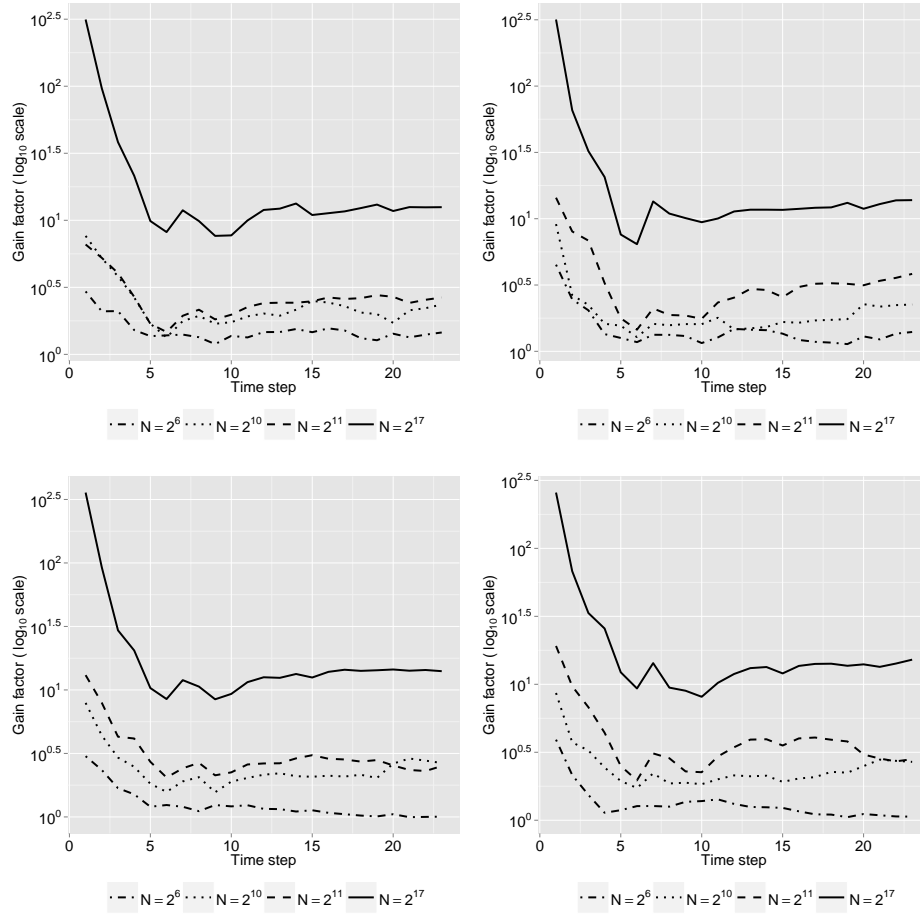 Gain factor ( log₁₀ scale)
10^2.5
10^2
10^1.5
10^1
10^0.5
10^0
0 5 10 15 20
Time step
N = 2^6 N = 2^10 N = 2^11 N = 2^17
Gain factor ( log₁₀ scale)
10^2.5
10^2
10^1.5
10^1
10^0.5
10^0
0 5 10 15 20
Time step
N = 2^6 N = 2^10 N = 2^11 N = 2^17
Gain factor ( log₁₀ scale)
10^2.5
10^2
10^1.5
10^1
10^0.5
10^0
0 5 10 15 20
Time step
N = 2^6 N = 2^10 N = 2^11 N = 2^17
Gain factor ( log₁₀ scale)
10^2.5
10^2
10^1.5
10^1
10^0.5
10^0
0 5 10 15 20
Time step
N = 2^6 N = 2^10 N = 2^11 N = 2^17